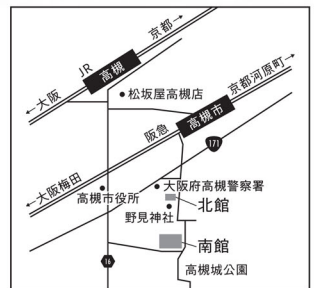 京都→
高槻
JR
←大阪
松坂屋高槻店
京都河原町→
高槻市
阪急
171
←大阪梅田
高槻市役所
大阪府高槻警察署
北館
野見神社
南館
16
高槻城公園